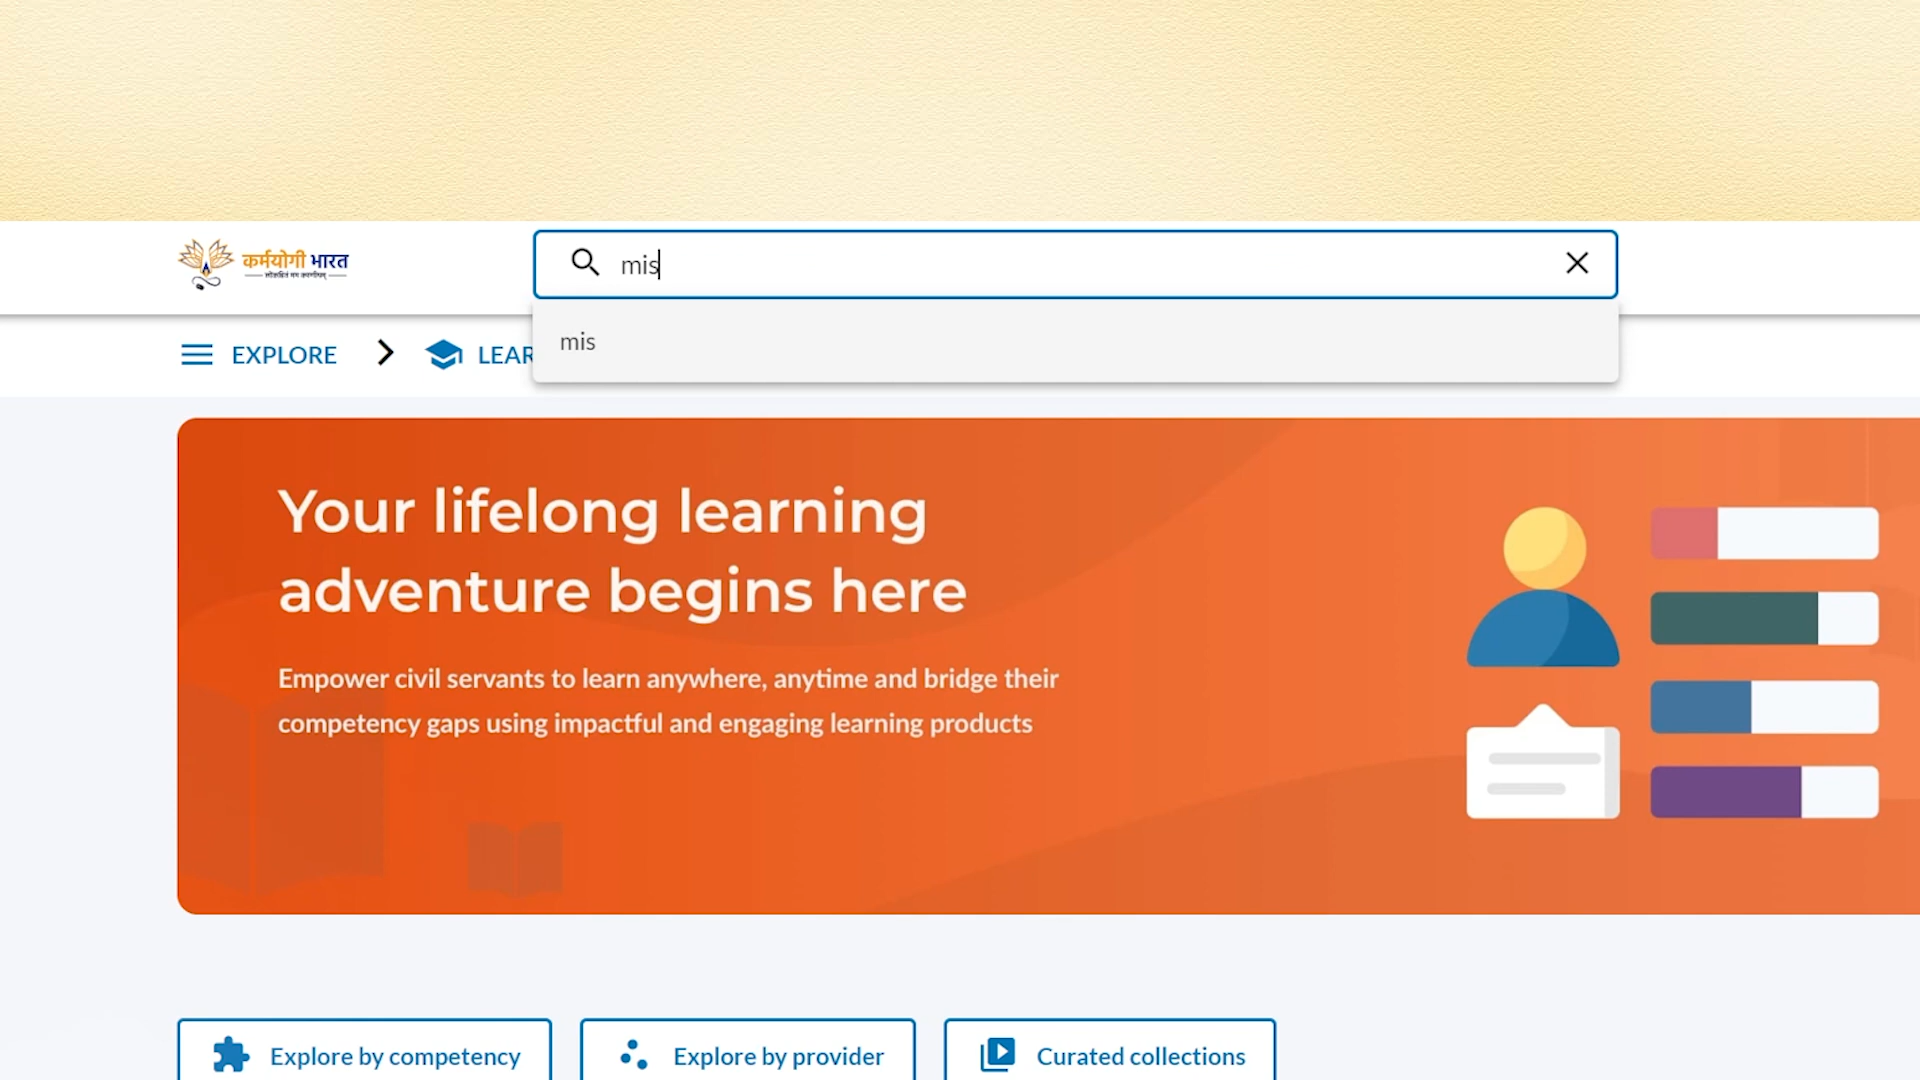 कर्मयोगी भारत
mis
mis
EXPLORE
LEAR
Your lifelong learning
adventure begins here
Empower civil servants to learn anywhere, anytime and bridge their
competency gaps using impactful and engaging learning products
Explore by competency
Explore by provider
Curated collections